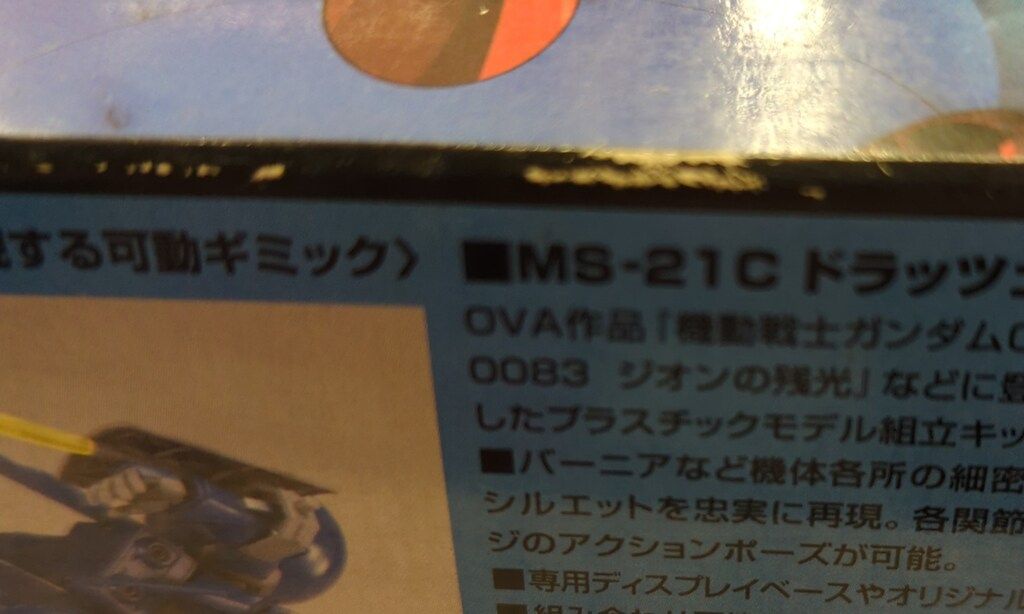 する可動ギミック〉
■MS-21C ドラッツェ
OVA作品「機動戦士ガンダム0
0083 ジオンの残光」などに登
したプラスチックモデル組立キッ
■バーニアなど機体各所の細密
シルエットを忠実に再現。各関節
ジのアクションポーズが可能。
■専用ディスプレイベースやオリジナル